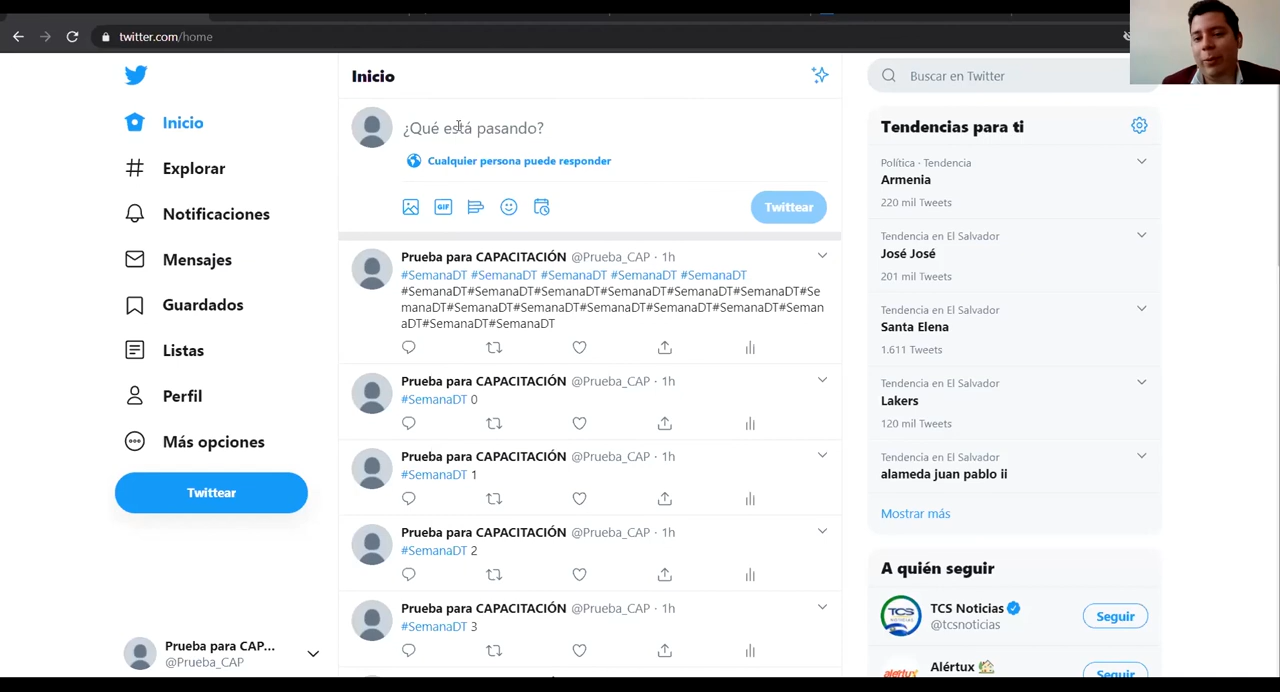 twitter.com/home
Inicio
Explorar
Notificaciones
Mensajes
Guardados
Listas
Perfil
Más opciones
Twittear
Prueba para CAP...
@Prueba_CAP
Inicio
¿Qué está pasando?
Cualquier persona puede responder
GIF
Twittear
Prueba para CAPACITACIÓN @Prueba_CAP · 1h
#SemanaDT #SemanaDT #SemanaDT #SemanaDT #SemanaDT
#SemanaDT#SemanaDT#SemanaDT#SemanaDT#SemanaDT#SemanaDT#Se
manaDT#SemanaDT#SemanaDT#SemanaDT#SemanaDT#SemanaDT#Seman
aDT#SemanaDT#SemanaDT
Prueba para CAPACITACIÓN @Prueba_CAP · 1h
#SemanaDT 0
Prueba para CAPACITACIÓN @Prueba_CAP · 1h
#SemanaDT 1
Prueba para CAPACITACIÓN @Prueba_CAP · 1h
#SemanaDT 2
Prueba para CAPACITACIÓN @Prueba_CAP · 1h
#SemanaDT 3
Buscar en Twitter
Tendencias para ti
Política · Tendencia
Armenia
220 mil Tweets
Tendencia en El Salvador
José José
201 mil Tweets
Tendencia en El Salvador
Santa Elena
1.611 Tweets
Tendencia en El Salvador
Lakers
120 mil Tweets
Tendencia en El Salvador
alameda juan pablo ii
Mostrar más
A quién seguir
TCS Noticias
@tcsnoticias
Seguir
TCS
NOTICIAS
Alértux
alertux
Seguir